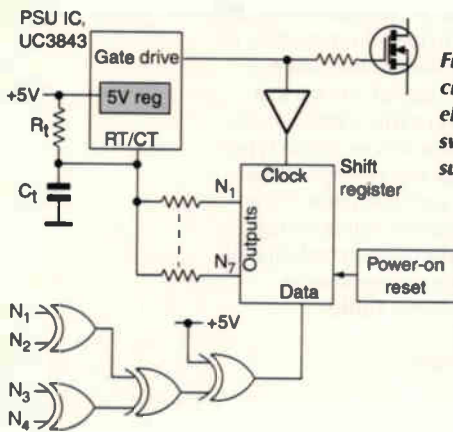 PSU IC,
UC3843
Gate drive
+5V
5V reg
Rt
RT/CT
Ct
Clock
Shift
register
N1
Outputs
N7
Data
Power-on
reset
+5V
N1
N2
N3
N4